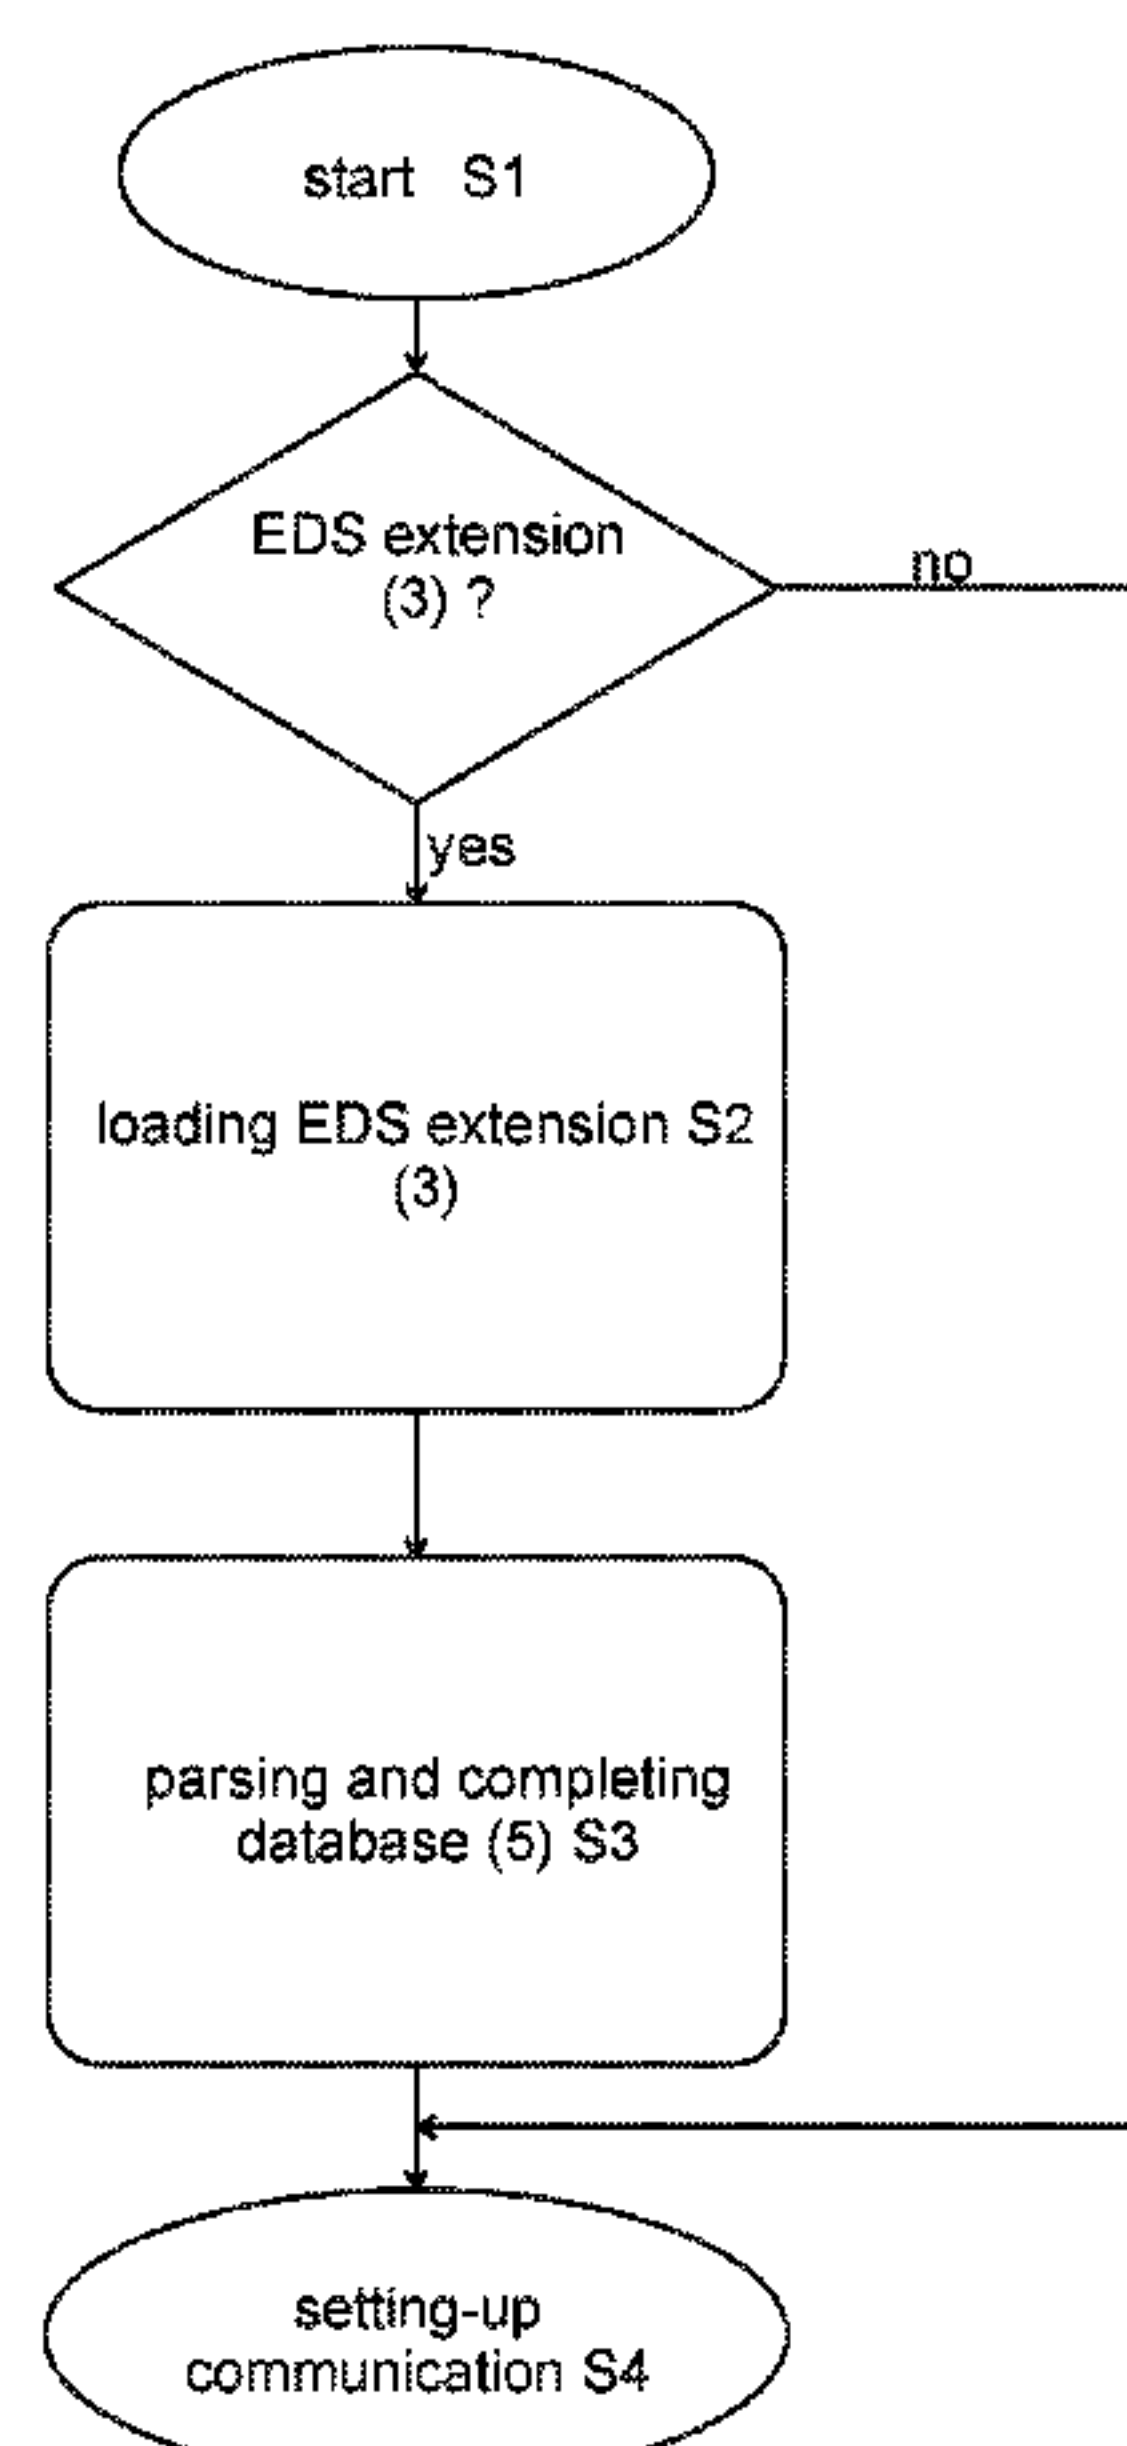 start S1
EDS extension
(3) ?
no
yes
loading EDS extension S2
(3)
parsing and completing
database (5) S3
setting-up
communication S4